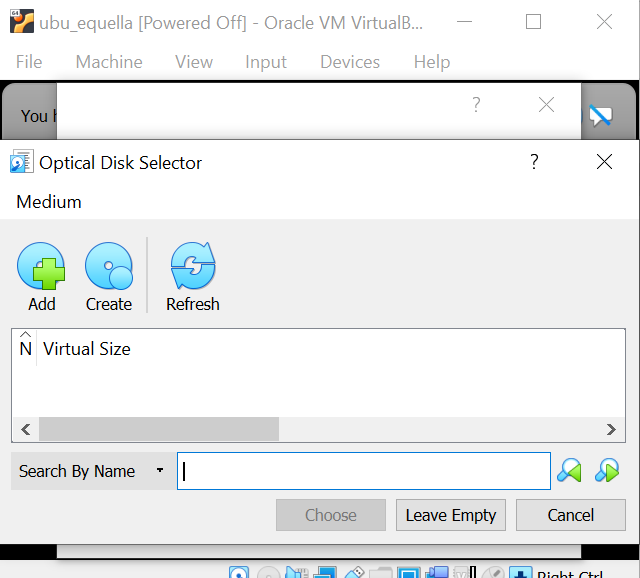 ubu_equella [Powered Off] - Oracle VM VirtualB...
File Machine View Input Devices Help
You
?
Optical Disk Selector ?
Medium
Add Create Refresh
N Virtual Size
Search By Name
Choose Leave Empty Cancel
Right Ctrl